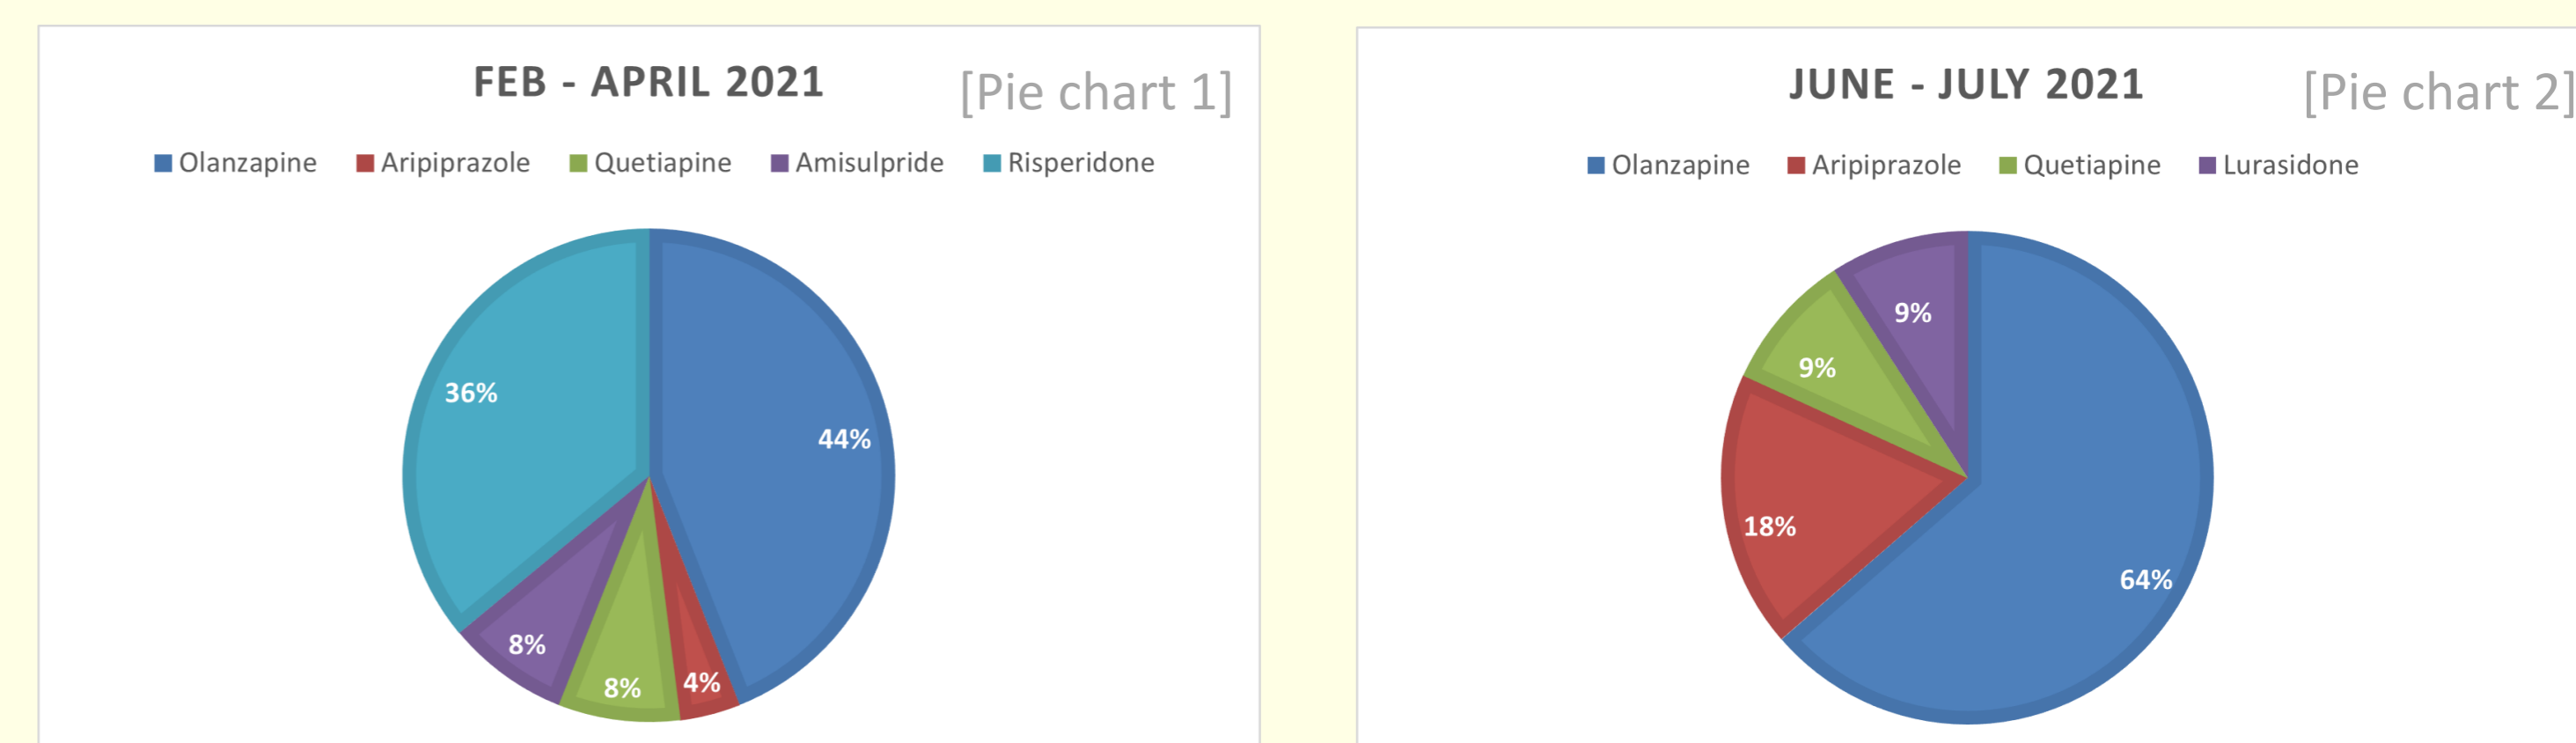 FEB - APRIL 2021
[Pie chart 1]
Olanzapine Aripiprazole Quetiapine Amisulpride Risperidone
36%
44%
8%
8%
4%
JUNE - JULY 2021
[Pie chart 2]
Olanzapine Aripiprazole Quetiapine Lurasidone
9%
9%
18%
64%